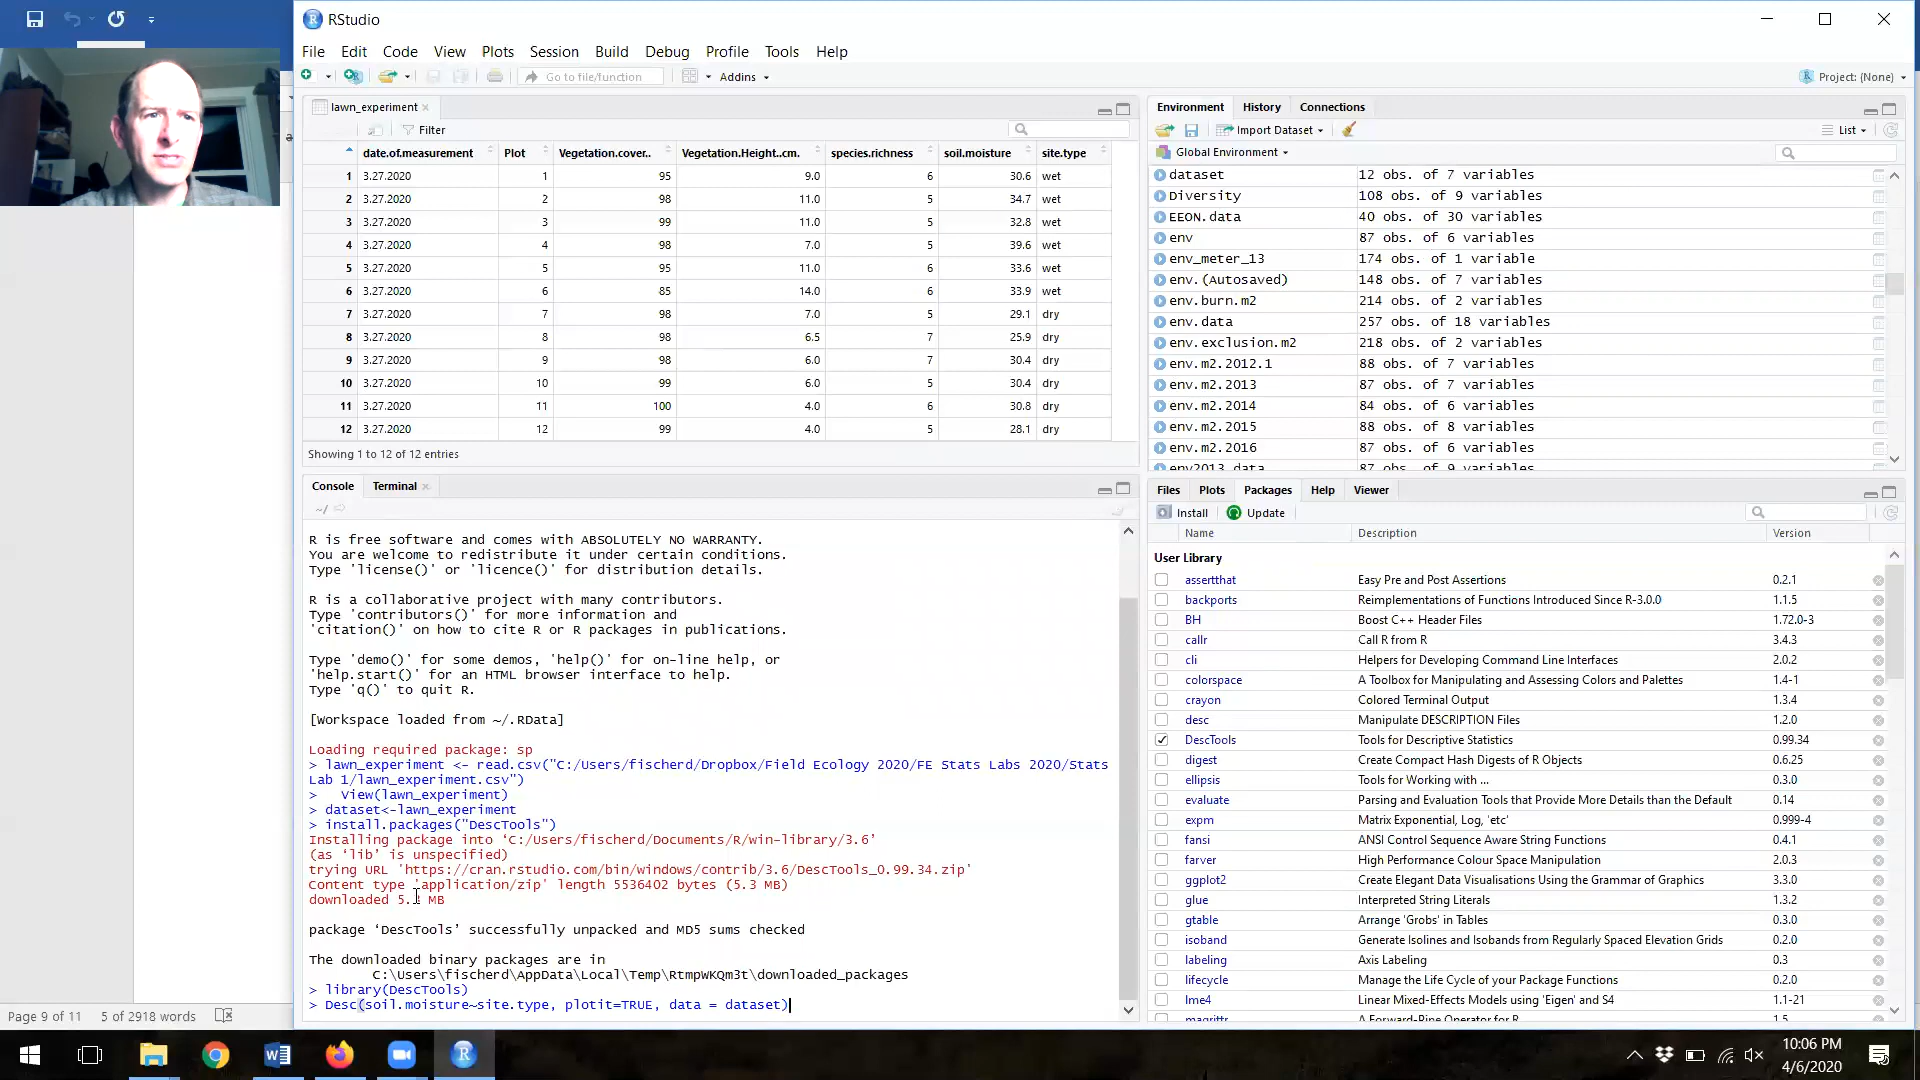 RStudio
File Edit Code View Plots Session Build Debug Profile Tools Help
Go to file/function Addins Project: (None)
lawn_experiment
Filter
date.of.measurement Plot Vegetation.cover.. Vegetation.Height..cm. species.richness soil.moisture site.type
1 3.27.2020 1 95 9.0 6 30.6 wet
2 3.27.2020 2 98 11.0 5 34.7 wet
3 3.27.2020 3 99 11.0 5 32.8 wet
4 3.27.2020 4 98 7.0 5 39.6 wet
5 3.27.2020 5 95 11.0 6 33.6 wet
6 3.27.2020 6 85 14.0 6 33.9 wet
7 3.27.2020 7 98 7.0 5 29.1 dry
8 3.27.2020 8 98 6.5 7 25.9 dry
9 3.27.2020 9 98 6.0 7 30.4 dry
10 3.27.2020 10 99 6.0 5 30.4 dry
11 3.27.2020 11 100 4.0 6 30.8 dry
12 3.27.2020 12 99 4.0 5 28.1 dry
Showing 1 to 12 of 12 entries
Console Terminal
~/
R is free software and comes with ABSOLUTELY NO WARRANTY.
You are welcome to redistribute it under certain conditions.
Type 'license()' or 'licence()' for distribution details.
R is a collaborative project with many contributors.
Type 'contributors()' for more information and
'citation()' on how to cite R or R packages in publications.
Type 'demo()' for some demos, 'help()' for on-line help, or
'help.start()' for an HTML browser interface to help.
Type 'q()' to quit R.
[Workspace loaded from ~/.RData]
Loading required package: sp
> lawn_experiment <- read.csv("C:/Users/fischerd/Dropbox/Field Ecology 2020/FE Stats Labs 2020/Stats
Lab 1/lawn_experiment.csv")
> View(lawn_experiment)
> dataset<-lawn_experiment
> install.packages("DescTools")
Installing package into ‘C:/Users/fischerd/Documents/R/win-library/3.6’
(as ‘lib’ is unspecified)
trying URL 'https://cran.rstudio.com/bin/windows/contrib/3.6/DescTools_0.99.34.zip'
Content type 'application/zip' length 5536402 bytes (5.3 MB)
downloaded 5.3 MB
package ‘DescTools’ successfully unpacked and MD5 sums checked
The downloaded binary packages are in
C:\Users\fischerd\AppData\Local\Temp\RtmpWKQm3t\downloaded_packages
> library(DescTools)
> Desc(soil.moisture~site.type, plotit=TRUE, data = dataset)
Environment History Connections
Import Dataset List
Global Environment
dataset 12 obs. of 7 variables
Diversity 108 obs. of 9 variables
EEON.data 40 obs. of 30 variables
env 87 obs. of 6 variables
env_meter_13 174 obs. of 1 variable
env.(Autosaved) 148 obs. of 7 variables
env.burn.m2 214 obs. of 2 variables
env.data 257 obs. of 18 variables
env.exclusion.m2 218 obs. of 2 variables
env.m2.2012.1 88 obs. of 7 variables
env.m2.2013 87 obs. of 7 variables
env.m2.2014 84 obs. of 6 variables
env.m2.2015 88 obs. of 8 variables
env.m2.2016 87 obs. of 6 variables
env2013 data 87 obs. of 9 variables
Files Plots Packages Help Viewer
Install Update
Name Description Version
User Library
assertthat Easy Pre and Post Assertions 0.2.1
backports Reimplementations of Functions Introduced Since R-3.0.0 1.1.5
BH Boost C++ Header Files 1.72.0-3
callr Call R from R 3.4.3
cli Helpers for Developing Command Line Interfaces 2.0.2
colorspace A Toolbox for Manipulating and Assessing Colors and Palettes 1.4-1
crayon Colored Terminal Output 1.3.4
desc Manipulate DESCRIPTION Files 1.2.0
DescTools Tools for Descriptive Statistics 0.99.34
digest Create Compact Hash Digests of R Objects 0.6.25
ellipsis Tools for Working with ... 0.3.0
evaluate Parsing and Evaluation Tools that Provide More Details than the Default 0.14
expm Matrix Exponential, Log, 'etc' 0.999-4
fansi ANSI Control Sequence Aware String Functions 0.4.1
farver High Performance Colour Space Manipulation 2.0.3
ggplot2 Create Elegant Data Visualisations Using the Grammar of Graphics 3.3.0
glue Interpreted String Literals 1.3.2
gtable Arrange 'Grobs' in Tables 0.3.0
isoband Generate Isolines and Isobands from Regularly Spaced Elevation Grids 0.2.0
labeling Axis Labeling 0.3
lifecycle Manage the Life Cycle of your Package Functions 0.2.0
lme4 Linear Mixed-Effects Models using 'Eigen' and S4 1.1-21
magrittr A Forward-Pipe Operator for R 1.5
Page 9 of 11 5 of 2918 words
10:06 PM
4/6/2020